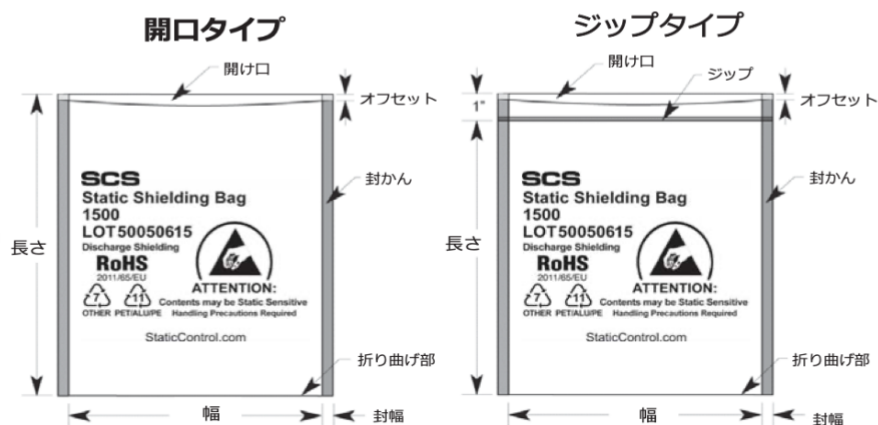 開口タイプ
開け口
オフセット
封かん
長さ
SCS
Static Shielding Bag
1500
LOT50050615
Discharge Shielding
RoHS
2011/65/EU
ATTENTION:
7
11
Contents may be Static Sensitive
OTHER PET/ALU/PE Handling Precautions Required
StaticControl.com
折り曲げ部
幅
封幅
ジップタイプ
開け口
ジップ
オフセット
1"
封かん
長さ
SCS
Static Shielding Bag
1500
LOT50050615
Discharge Shielding
RoHS
2011/65/EU
ATTENTION:
7
11
Contents may be Static Sensitive
OTHER PET/ALU/PE Handling Precautions Required
StaticControl.com
折り曲げ部
幅
封幅